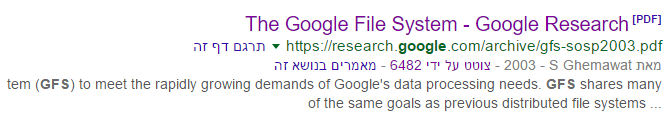 [PDF] The Google File System - Google Research
https://research.google.com/archive/gfs-sosp2003.pdf ▼ תרגם דף זה
מאת S Ghemawat - 2003 - צוטט על ידי 6482 - מאמרים בנושא זה
tem (GFS) to meet the rapidly growing demands of Google's data processing needs. GFS shares many
of the same goals as previous distributed file systems ...